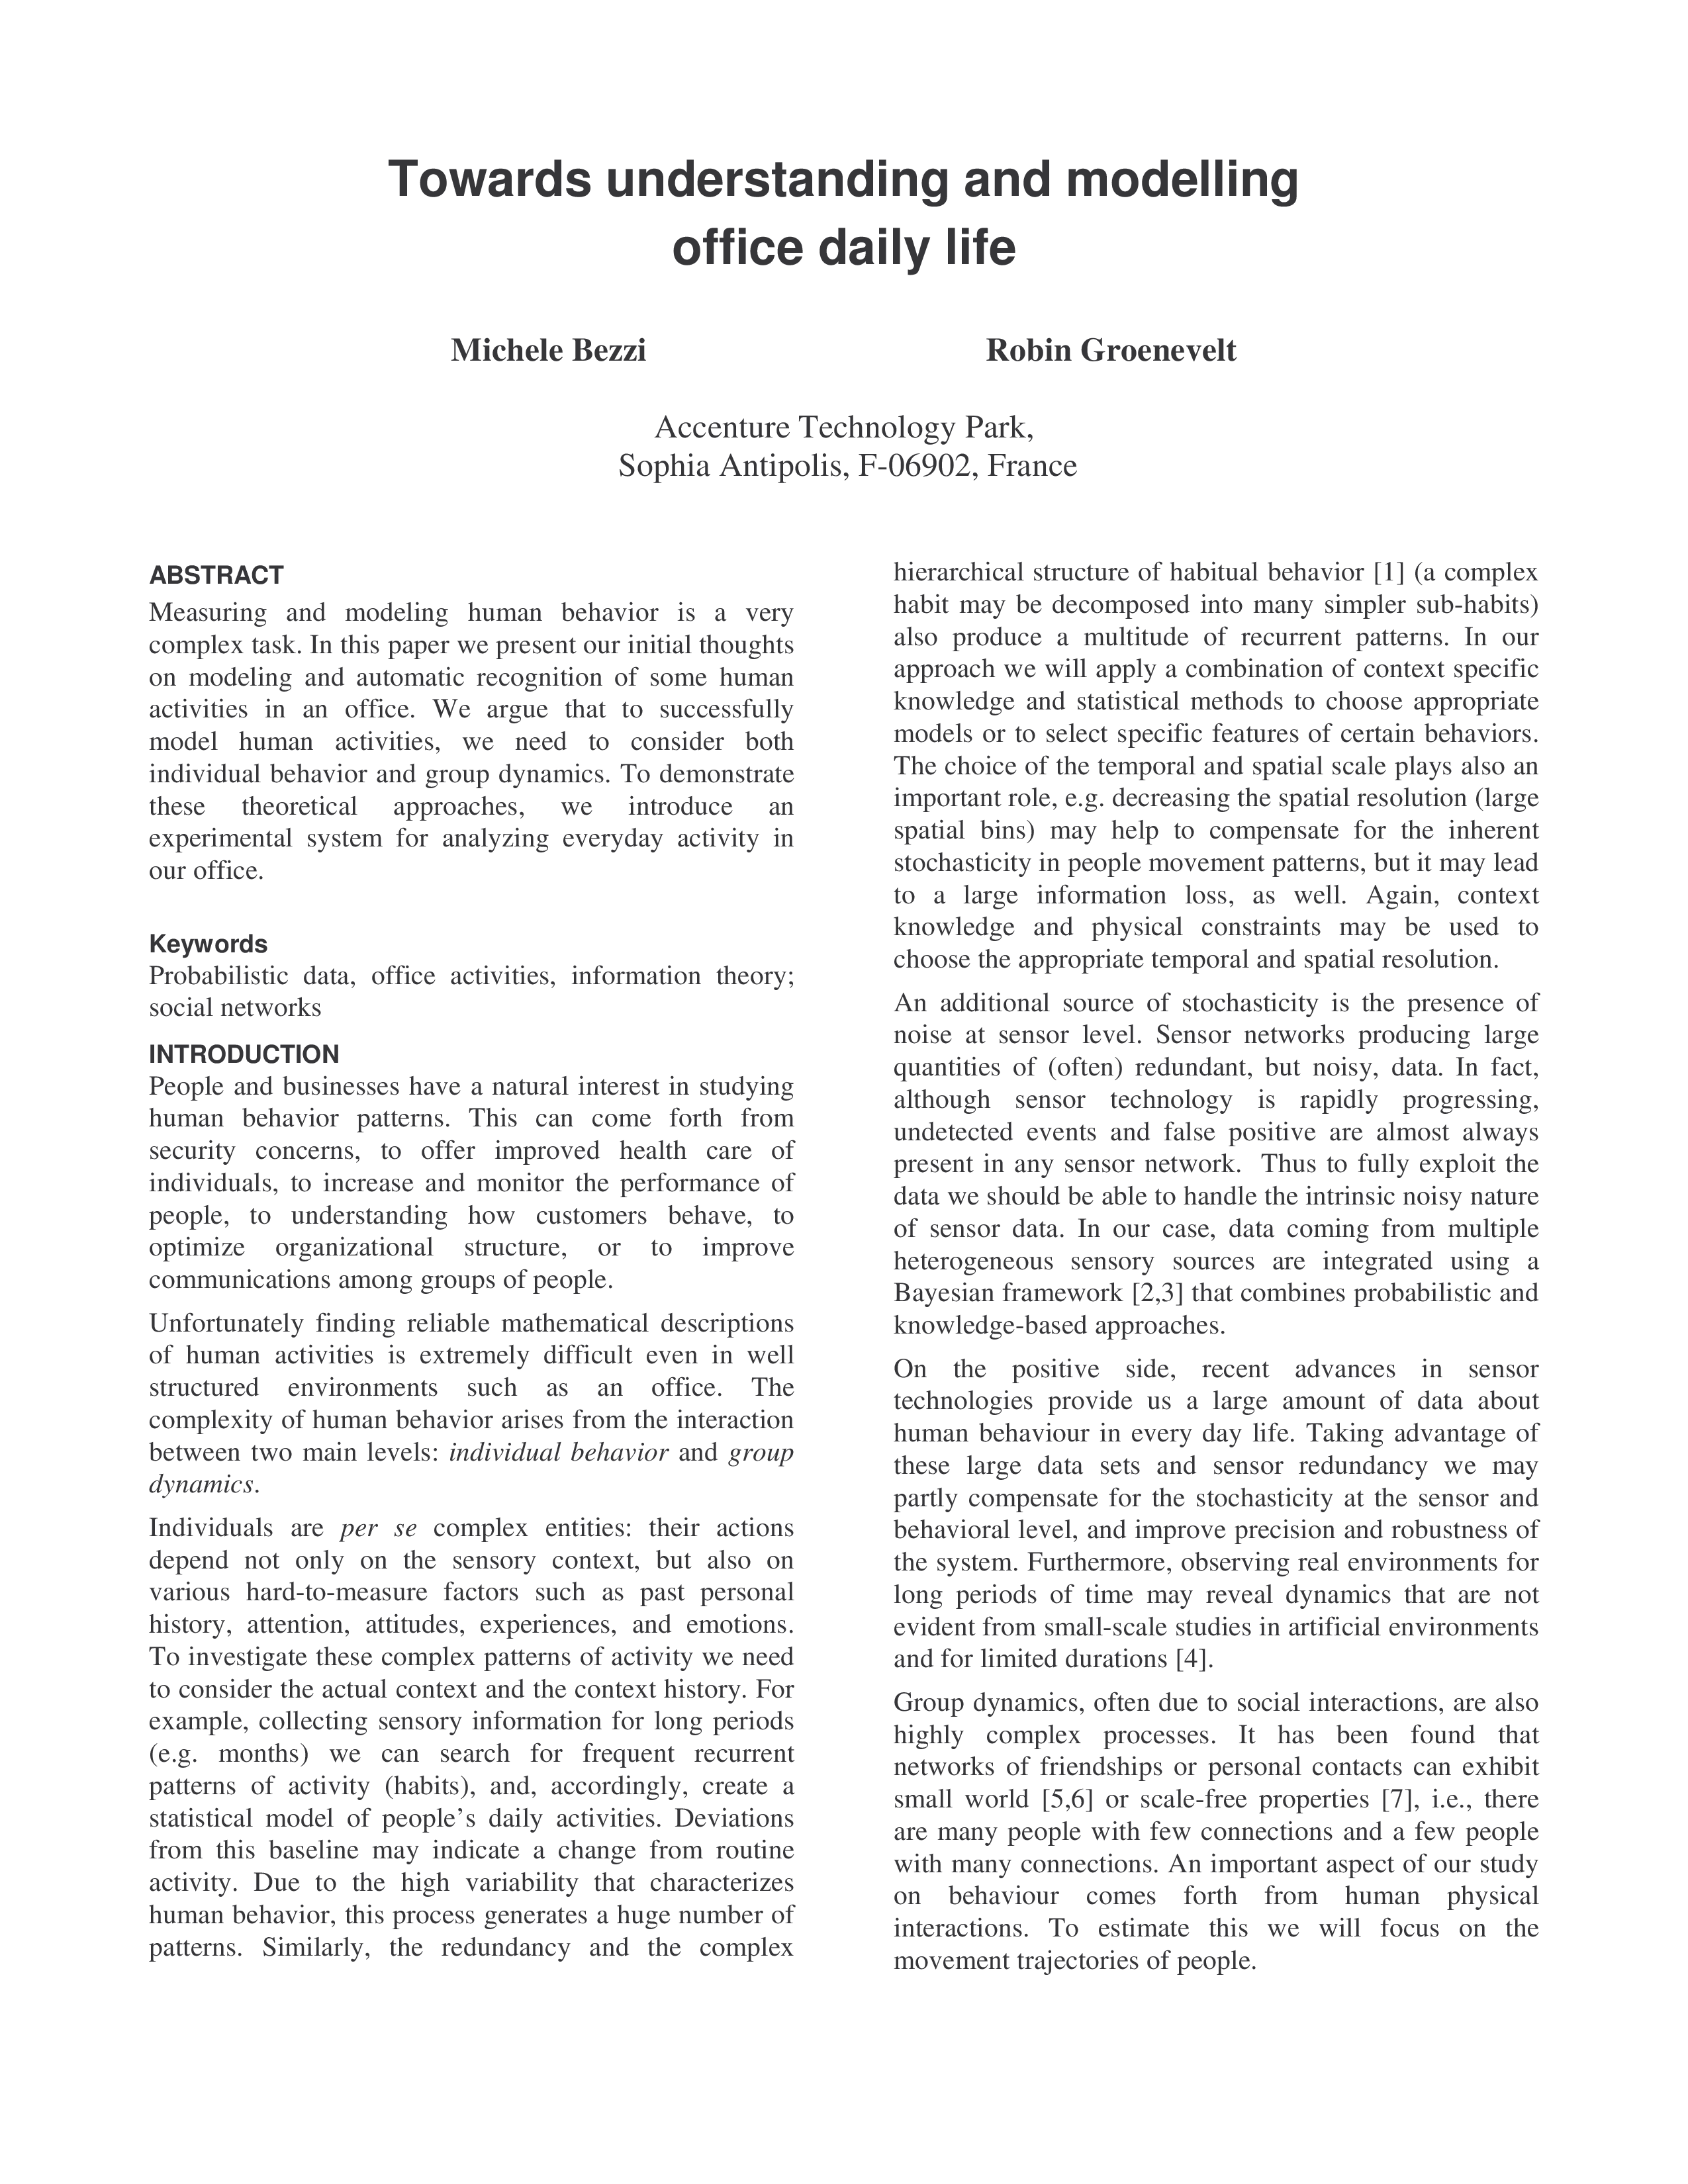 Towards understanding and modelling
office daily life
Michele Bezzi
Robin Groenevelt
Accenture Technology Park,
Sophia Antipolis, F-06902, France
ABSTRACT
Measuring and modeling human behavior is a very
complex task. In this paper we present our initial thoughts
on modeling and automatic recognition of some human
activities in an office. We argue that to successfully
model human activities, we need to consider both
individual behavior and group dynamics. To demonstrate
these theoretical approaches, we introduce an
experimental system for analyzing everyday activity in
our office.
Keywords
Probabilistic data, office activities, information theory;
social networks
INTRODUCTION
People and businesses have a natural interest in studying
human behavior patterns. This can come forth from
security concerns, to offer improved health care of
individuals, to increase and monitor the performance of
people, to understanding how customers behave, to
optimize organizational structure, or to improve
communications among groups of people.
Unfortunately finding reliable mathematical descriptions
of human activities is extremely difficult even in well
structured environments such as an office. The
complexity of human behavior arises from the interaction
between two main levels: individual behavior and group
dynamics.
Individuals are per se complex entities: their actions
depend not only on the sensory context, but also on
various hard-to-measure factors such as past personal
history, attention, attitudes, experiences, and emotions.
To investigate these complex patterns of activity we need
to consider the actual context and the context history. For
example, collecting sensory information for long periods
(e.g. months) we can search for frequent recurrent
patterns of activity (habits), and, accordingly, create a
statistical model of people's daily activities. Deviations
from this baseline may indicate a change from routine
activity. Due to the high variability that characterizes
human behavior, this process generates a huge number of
patterns. Similarly, the redundancy and the complex
hierarchical structure of habitual behavior [1] (a complex
habit may be decomposed into many simpler sub-habits)
also produce a multitude of recurrent patterns. In our
approach we will apply a combination of context specific
knowledge and statistical methods to choose appropriate
models or to select specific features of certain behaviors.
The choice of the temporal and spatial scale plays also an
important role, e.g. decreasing the spatial resolution (large
spatial bins) may help to compensate for the inherent
stochasticity in people movement patterns, but it may lead
to a large information loss, as well. Again, context
knowledge and physical constraints may be used to
choose the appropriate temporal and spatial resolution.
An additional source of stochasticity is the presence of
noise at sensor level. Sensor networks producing large
quantities of (often) redundant, but noisy, data. In fact,
although sensor technology is rapidly progressing,
undetected events and false positive are almost always
present in any sensor network. Thus to fully exploit the
data we should be able to handle the intrinsic noisy nature
of sensor data. In our case, data coming from multiple
heterogeneous sensory sources are integrated using a
Bayesian framework [2,3] that combines probabilistic and
knowledge-based approaches.
On the positive side, recent advances in sensor
technologies provide us a large amount of data about
human behaviour in every day life. Taking advantage of
these large data sets and sensor redundancy we may
partly compensate for the stochasticity at the sensor and
behavioral level, and improve precision and robustness of
the system. Furthermore, observing real environments for
long periods of time may reveal dynamics that are not
evident from small-scale studies in artificial environments
and for limited durations [4].
Group dynamics, often due to social interactions, are also
highly complex processes. It has been found that
networks of friendships or personal contacts can exhibit
small world [5,6] or scale-free properties [7], i.e., there
are many people with few connections and a few people
with many connections. An important aspect of our study
on behaviour comes forth from human physical
interactions. To estimate this we will focus on the
movement trajectories of people.